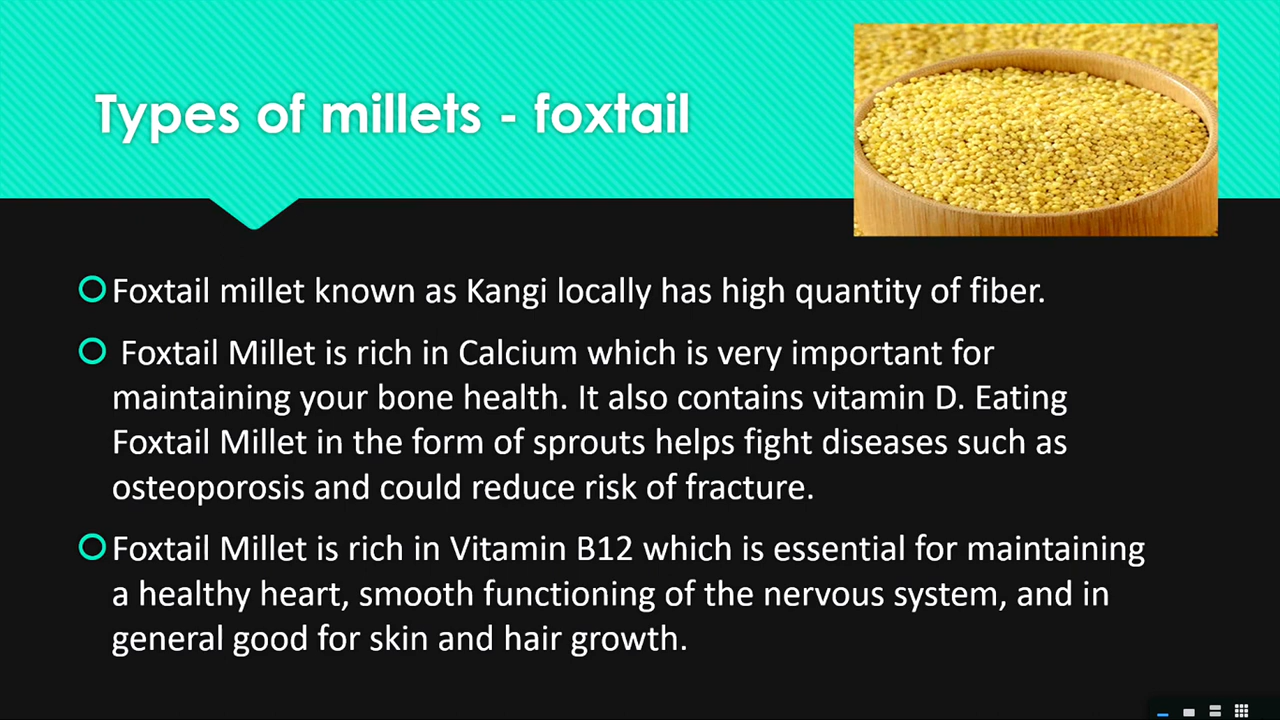 Types of millets - foxtail
Foxtail millet known as Kangi locally has high quantity of fiber.
Foxtail Millet is rich in Calcium which is very important for
maintaining your bone health. It also contains vitamin D. Eating
Foxtail Millet in the form of sprouts helps fight diseases such as
osteoporosis and could reduce risk of fracture.
Foxtail Millet is rich in Vitamin B12 which is essential for maintaining
a healthy heart, smooth functioning of the nervous system, and in
general good for skin and hair growth.